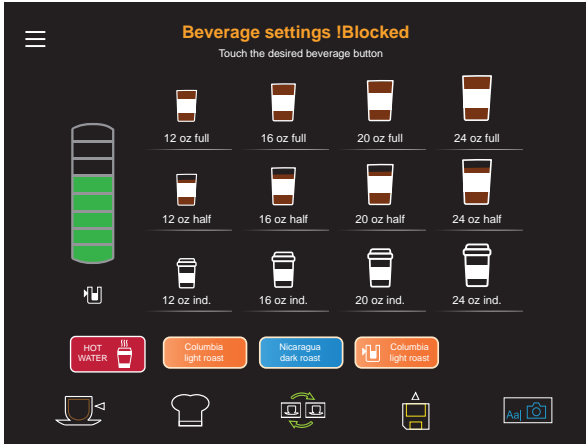 Beverage settings !Blocked
Touch the desired beverage button
12 oz full
16 oz full
20 oz full
24 oz full
12 oz half
16 oz half
20 oz half
24 oz half
12 oz ind.
16 oz ind.
20 oz ind.
24 oz ind.
HOT
WATER
Columbia
light roast
Nicaragua
dark roast
Columbia
light roast
Aa|